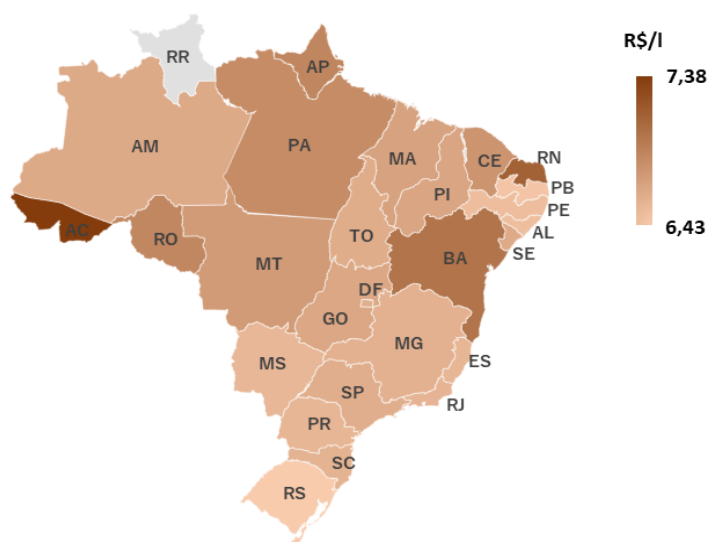 R$/l
7,38
6,43
RR
AP
AM
PA
MA
CE
RN
PB
PI
PE
AL
SE
AC
RO
TO
BA
MT
DF
GO
MG
ES
MS
SP
RJ
PR
SC
RS